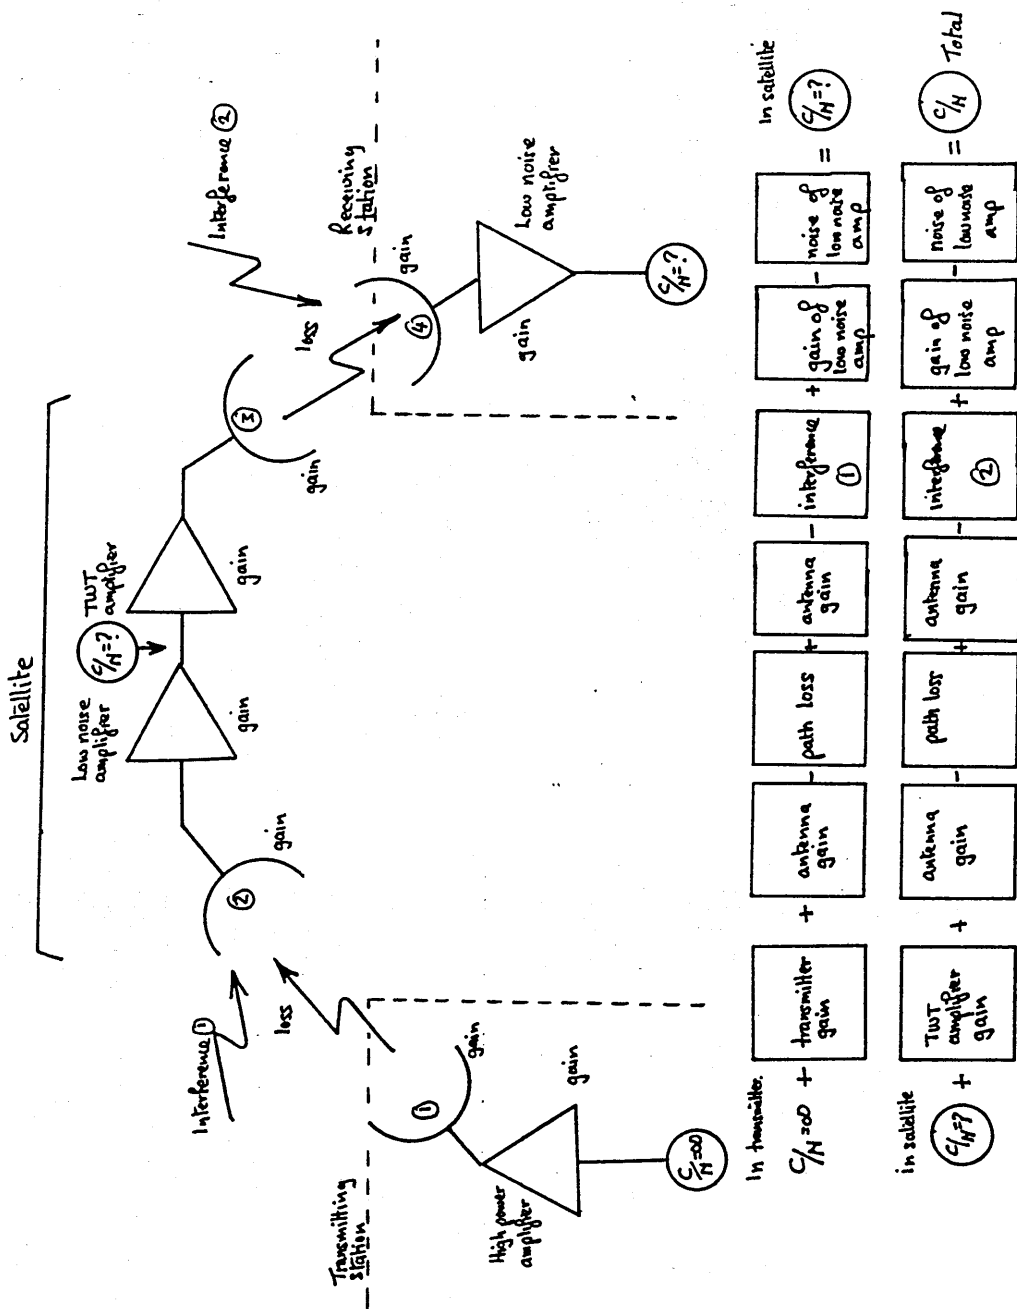 Satellite
Low noise
amplifier
C/N=?
TWT
amplifier
gain
gain
Interference ②
②
gain
③
gain
loss
Interference ①
loss
Receiving
Station
Transmitting
Station
①
gain
④
gain
High power
amplifier
gain
gain
Low noise
amplifier
C/N=∞
C/N=?
In transmitter.
C/N=∞ + transmitter gain + antenna gain - path loss + antenna gain - interference ① + gain of low noise amp - noise of low noise amp = C/N=?
In satellite
in satellite
C/N=? + TWT amplifier gain + antenna gain - path loss + antenna gain - interference ② + gain of low noise amp - noise of low noise amp = C/N Total